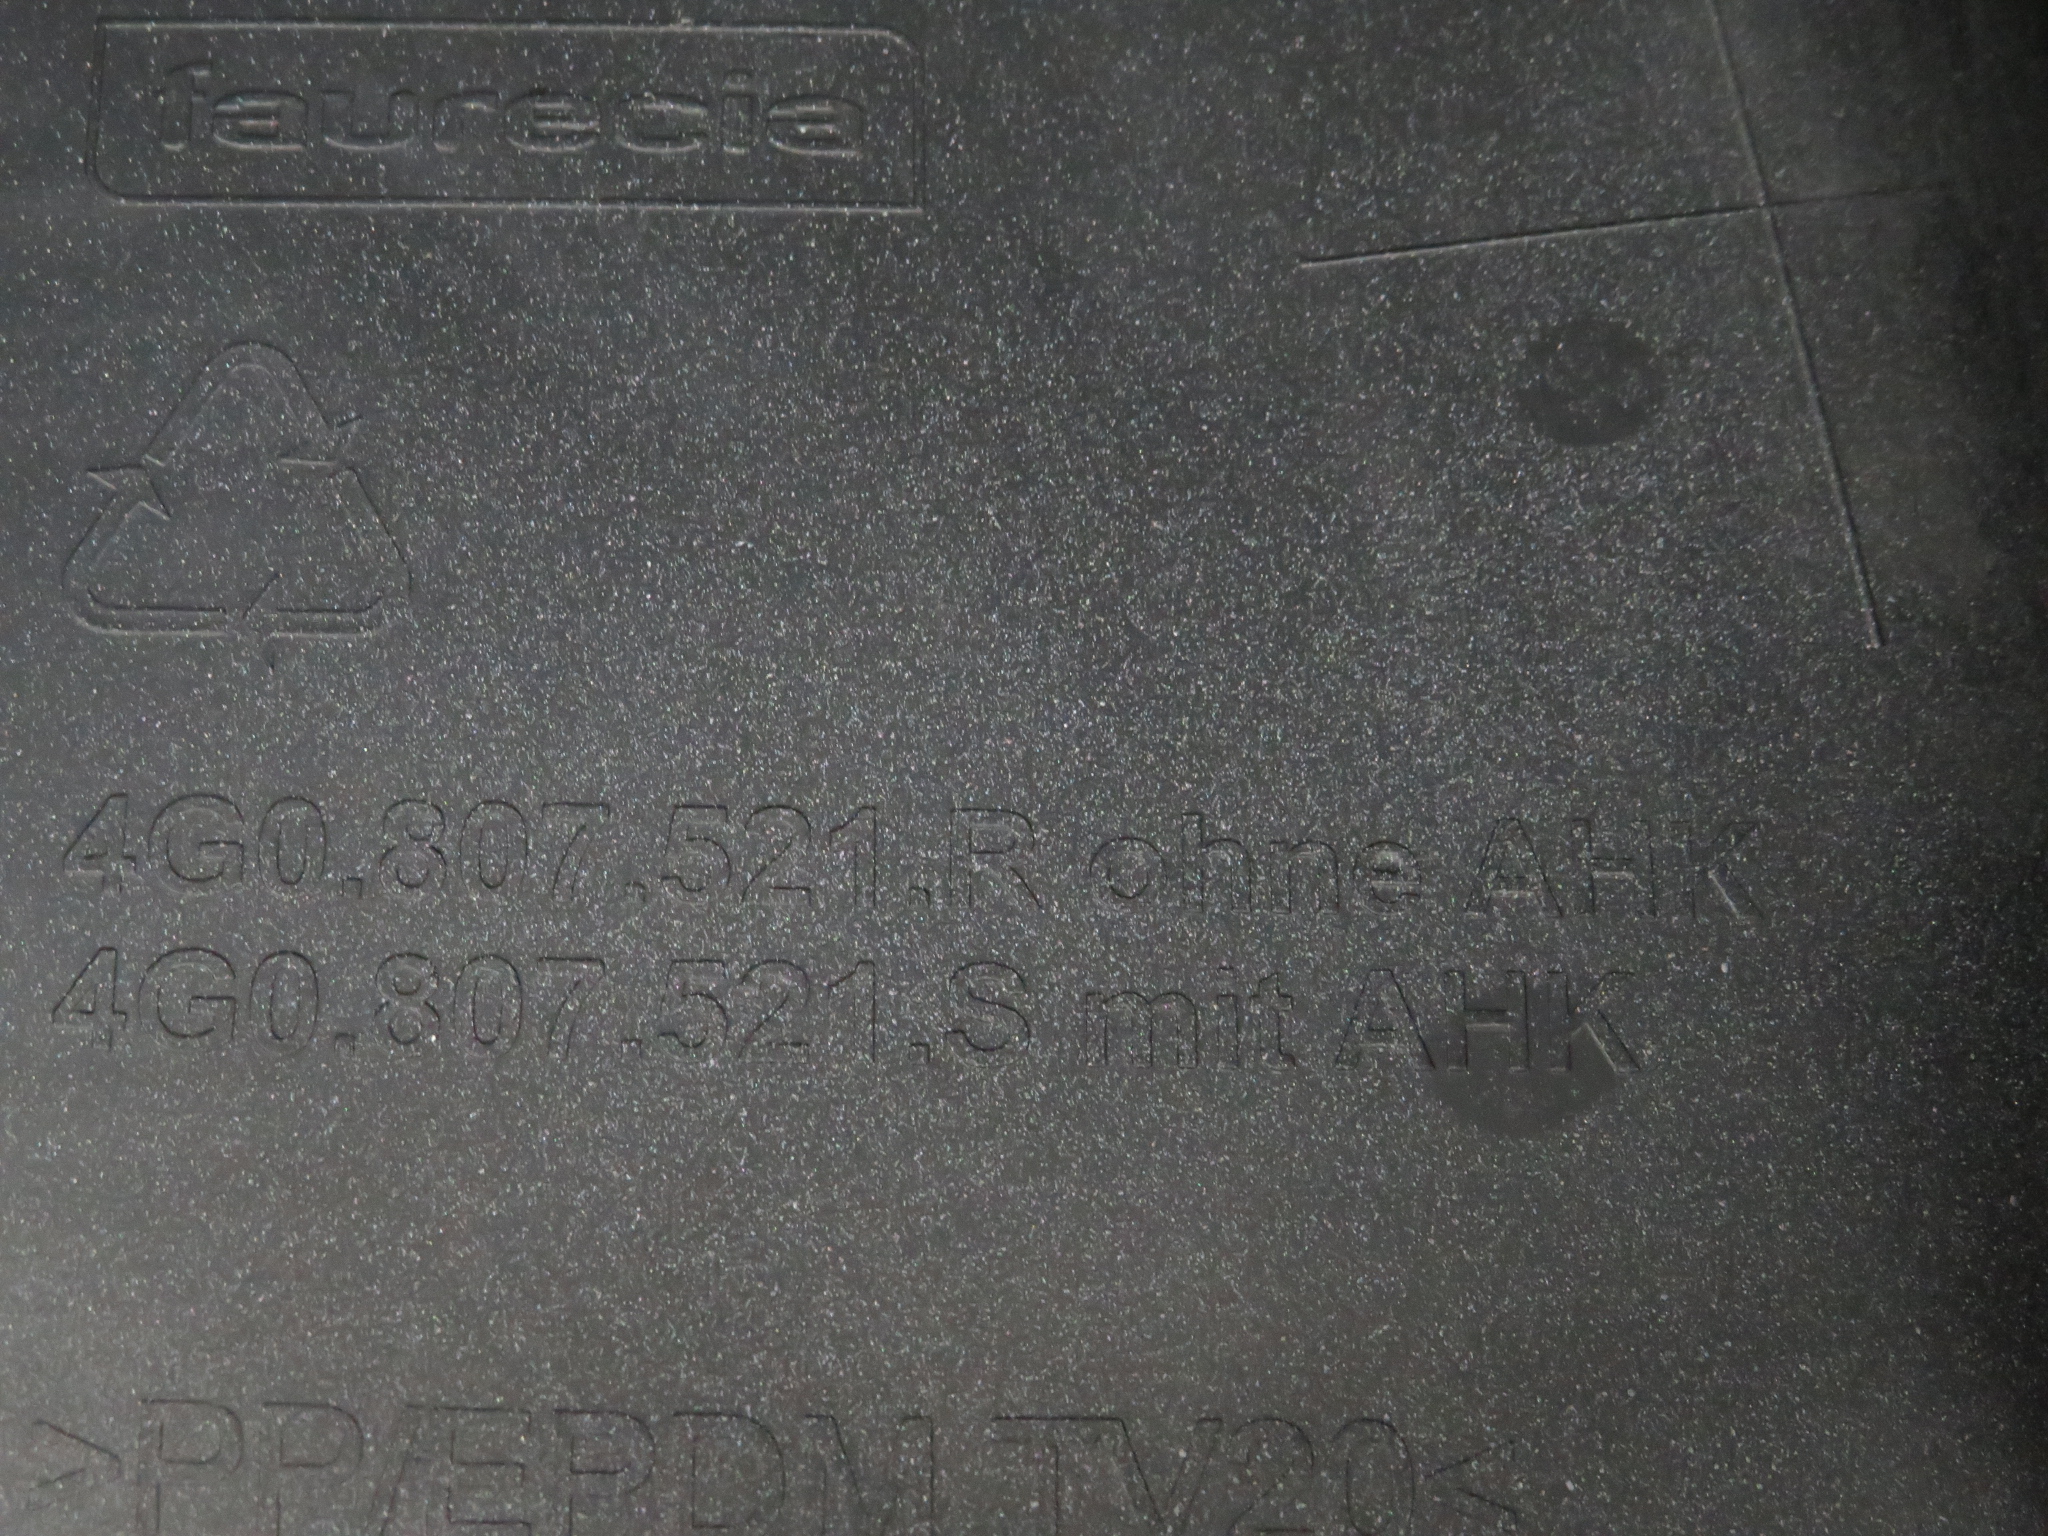 faurecia
4G0.807.521.R ohne AHK
4G0.807.521.S mit AHK
>PP/EPDM-TV20<